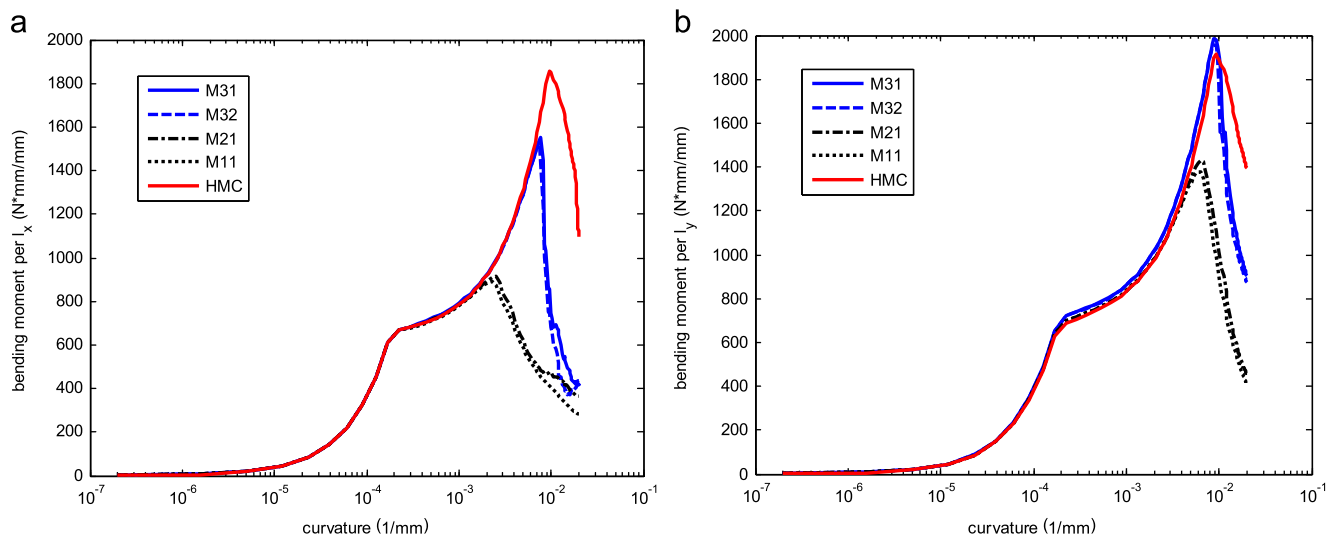 a
2000
1800
1600
1400
1200
1000
800
600
400
200
0
bending moment per l_x (N*mm/mm)
M31
M32
M21
M11
HMC
10^-7
10^-6
10^-5
10^-4
10^-3
10^-2
10^-1
curvature (1/mm)
b
2000
1800
1600
1400
1200
1000
800
600
400
200
0
bending moment per l_y (N*mm/mm)
M31
M32
M21
M11
HMC
10^-7
10^-6
10^-5
10^-4
10^-3
10^-2
10^-1
curvature (1/mm)